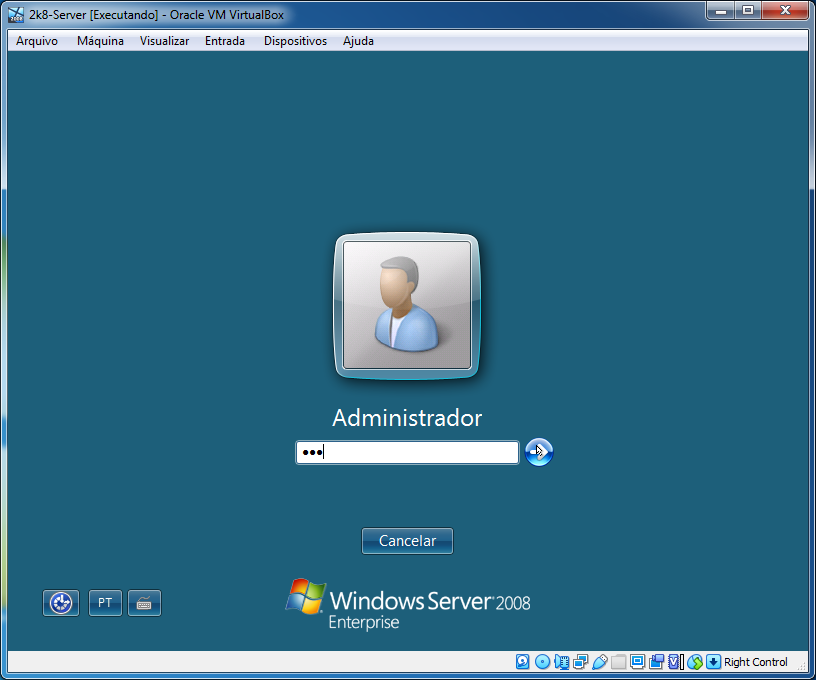 2k8-Server [Executando] - Oracle VM VirtualBox
Arquivo Máquina Visualizar Entrada Dispositivos Ajuda
Administrador
•••
Cancelar
PT
Windows Server® 2008
Enterprise
Right Control